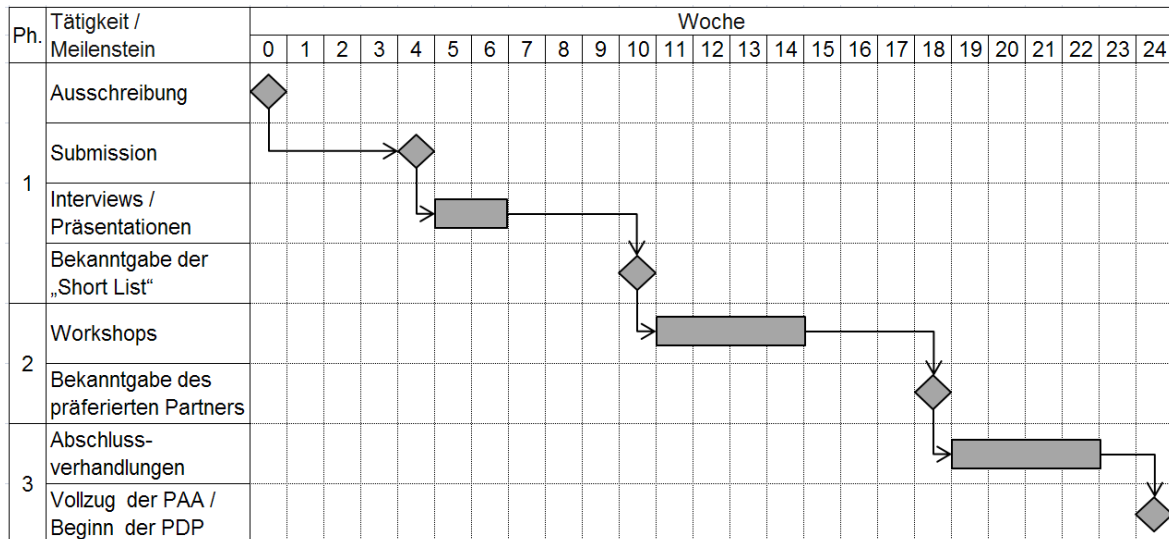 Ph.
Tätigkeit /
Meilenstein
Woche
0 1 2 3 4 5 6 7 8 9 10 11 12 13 14 15 16 17 18 19 20 21 22 23 24
1
Ausschreibung
Submission
Interviews /
Präsentationen
Bekanntgabe der
„Short List“
2
Workshops
Bekanntgabe des
präferierten Partners
3
Abschluss-
verhandlungen
Vollzug der PAA /
Beginn der PDP